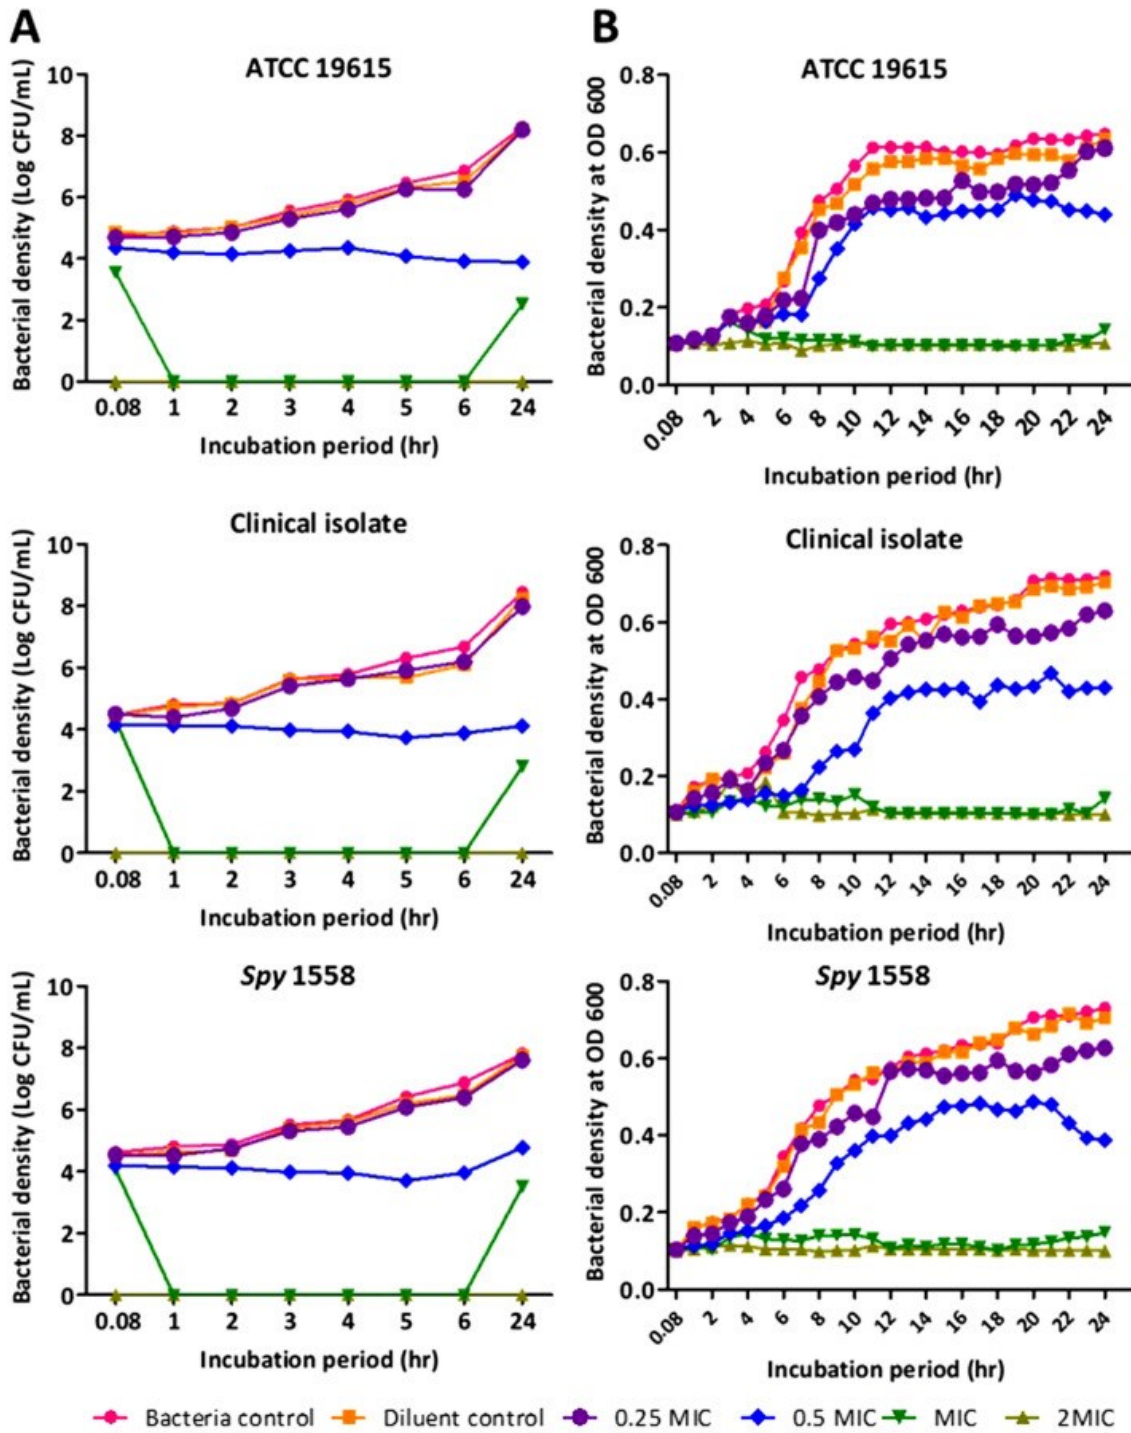 A
B
ATCC 19615
Bacterial density (Log CFU/mL)
10
8
6
4
2
0
0.08 1 2 3 4 5 6 24
Incubation period (hr)
ATCC 19615
Bacterial density at OD 600
0.8
0.6
0.4
0.2
0.0
0.08 2 4 6 8 10 12 14 16 18 20 22 24
Incubation period (hr)
Clinical isolate
Bacterial density (Log CFU/mL)
10
8
6
4
2
0
0.08 1 2 3 4 5 6 24
Incubation period (hr)
Clinical isolate
Bacterial density at OD 600
0.8
0.6
0.4
0.2
0.0
0.08 2 4 6 8 10 12 14 16 18 20 22 24
Incubation period (hr)
Spy 1558
Bacterial density (Log CFU/mL)
10
8
6
4
2
0
0.08 1 2 3 4 5 6 24
Incubation period (hr)
Spy 1558
Bacterial density at OD 600
0.8
0.6
0.4
0.2
0.0
0.08 2 4 6 8 10 12 14 16 18 20 22 24
Incubation period (hr)
Bacteria control Diluent control 0.25 MIC 0.5 MIC MIC 2MIC